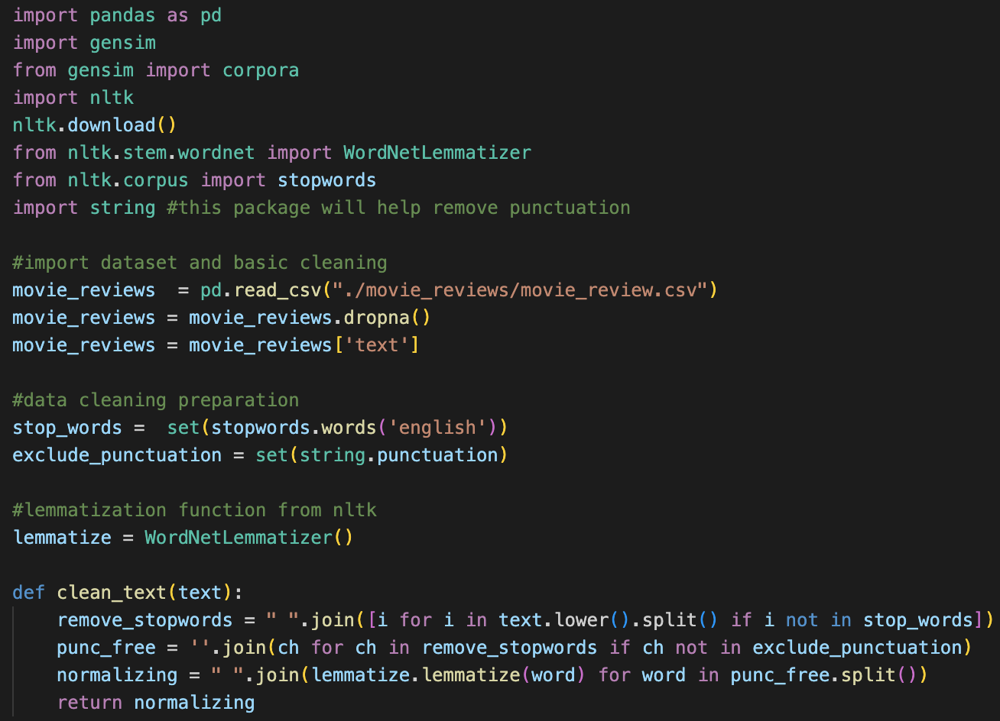 import pandas as pd
import gensim
from gensim import corpora
import nltk
nltk.download()
from nltk.stem.wordnet import WordNetLemmatizer
from nltk.corpus import stopwords
import string #this package will help remove punctuation

#import dataset and basic cleaning
movie_reviews  = pd.read_csv("./movie_reviews/movie_review.csv")
movie_reviews = movie_reviews.dropna()
movie_reviews = movie_reviews['text']

#data cleaning preparation
stop_words =  set(stopwords.words('english'))
exclude_punctuation = set(string.punctuation)

#lemmatization function from nltk
lemmatize = WordNetLemmatizer()

def clean_text(text):
    remove_stopwords = " ".join([i for i in text.lower().split() if i not in stop_words])
    punc_free = ''.join(ch for ch in remove_stopwords if ch not in exclude_punctuation)
    normalizing = " ".join(lemmatize.lemmatize(word) for word in punc_free.split())
    return normalizing